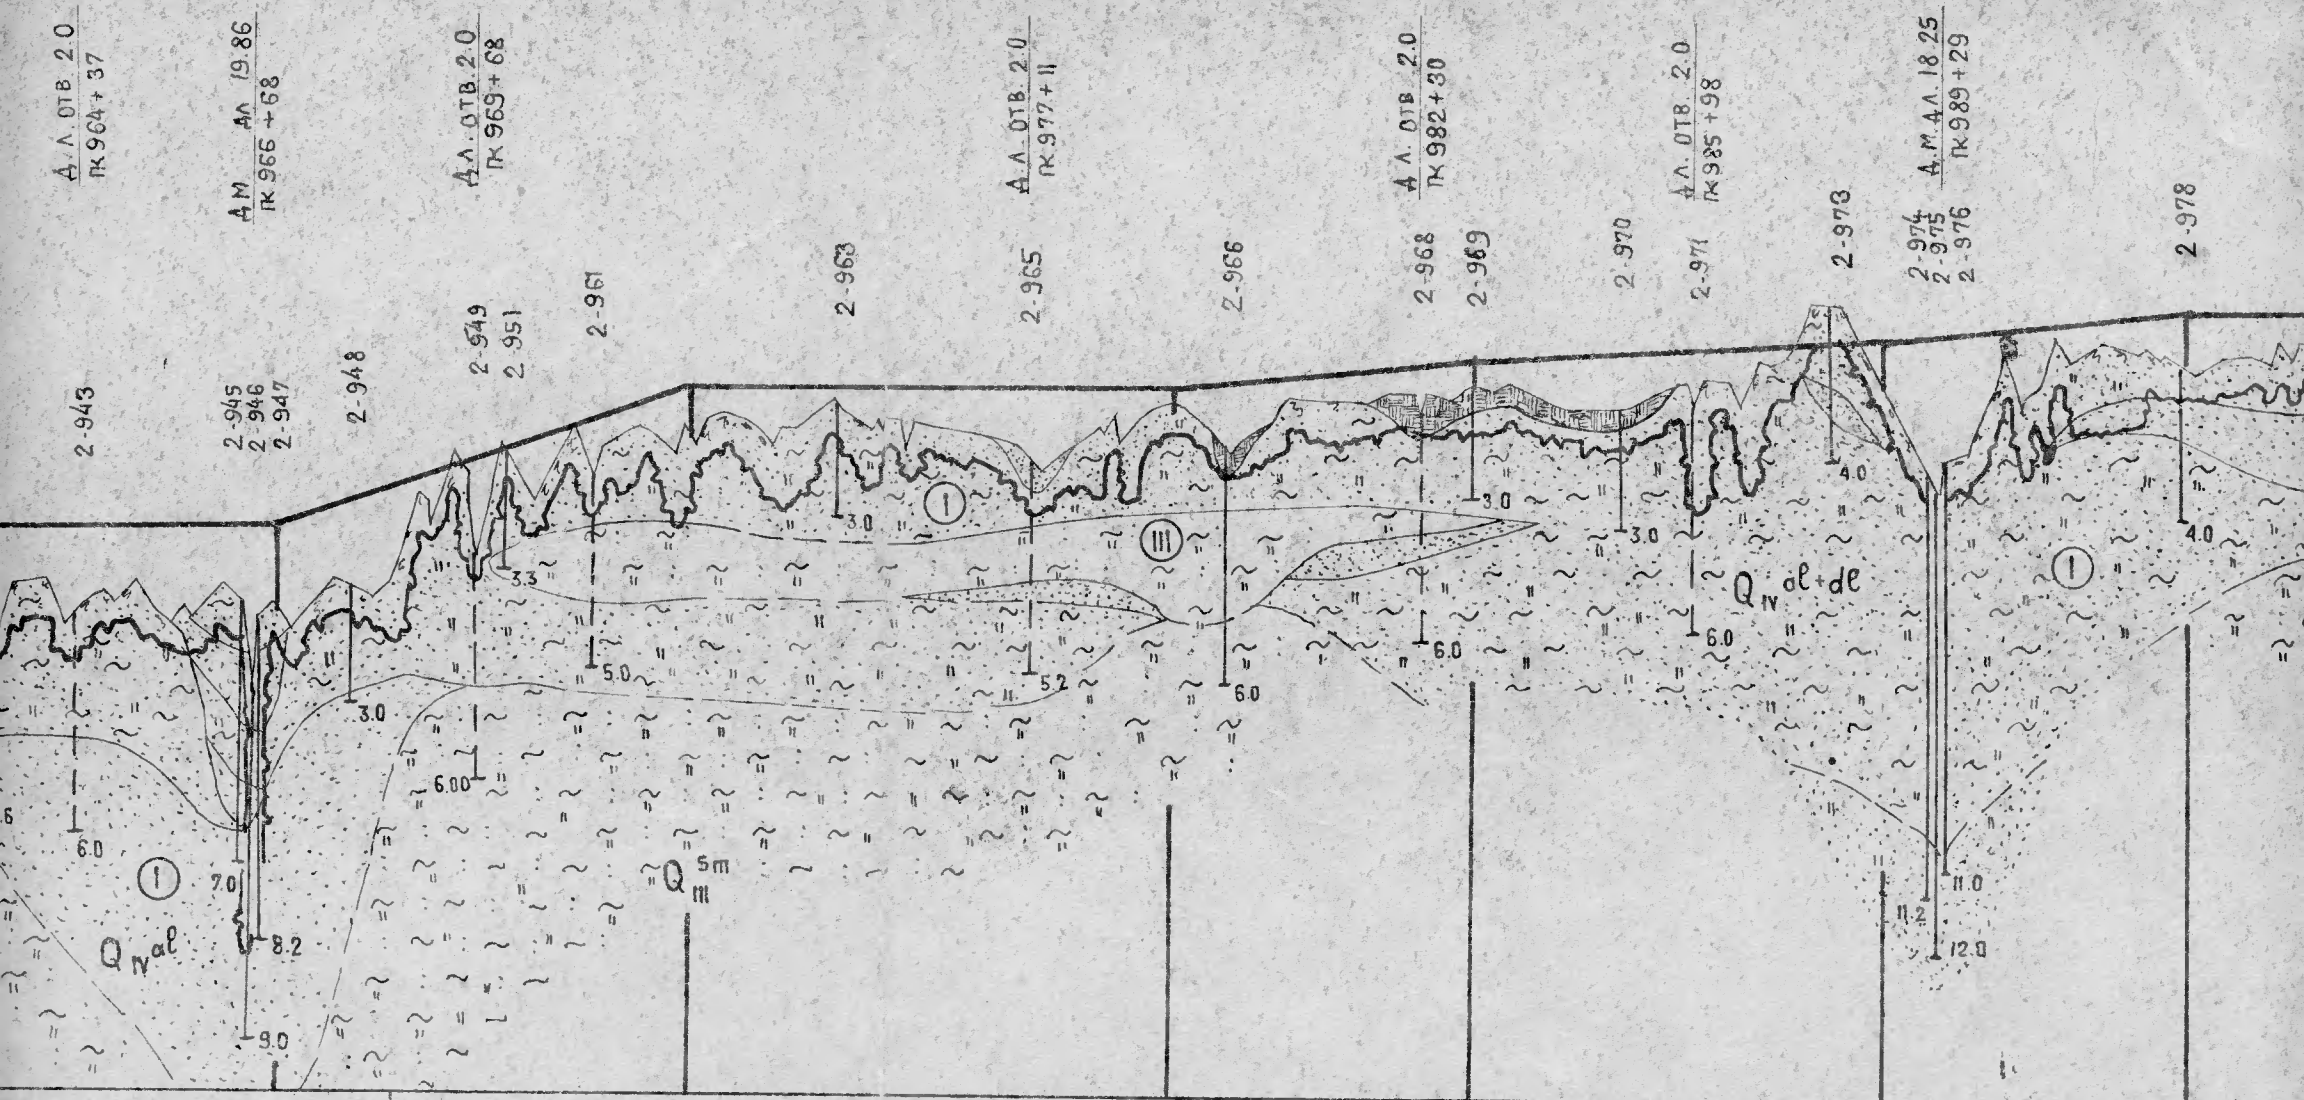 Д.Л. ОТВ 2.0
ПК 964+37
ДМ ДЛ 19.86
ПК 966+68
Д.Л. ОТВ. 2.0
ПК 969+68
Д.Л. ОТВ. 2.0
ПК 977+11
Д.Л. ОТВ 2.0
ПК 982+30
Д.Л. ОТВ. 2.0
ПК 985+98
Д.М. ДЛ. 18.25
ПК 989+29
2-943
2-945
2 946
2-947
2-948
2-949
2 951
2-961
2-963
2-965
2-966
2-968
2-969
2-970
2-971
2-973
2-974
2-975
2-976
2-978
4.0
3.0
3.0
I
3.0
4.0
III
3.3
I
Q IV al+dl
6.0
6.0
5.0
5.2
6.0
3.0
6.00
.6
6.0
I
7.0
Q III sm
11.0
11.2
Q IV al
8.2
12.0
9.0